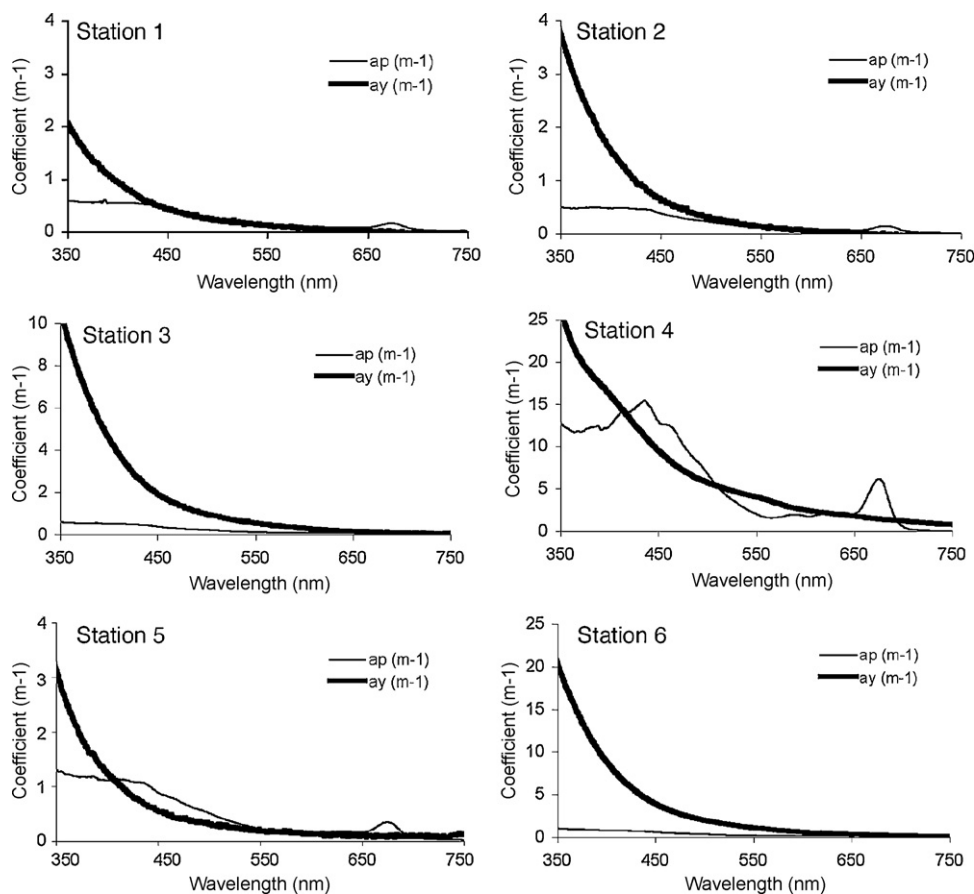 Station 1
ap (m-1)
ay (m-1)
Coefficient (m-1)
4
3
2
1
0
350 450 550 650 750
Wavelength (nm)
Station 2
ap (m-1)
ay (m-1)
Coefficient (m-1)
4
3
2
1
0
350 450 550 650 750
Wavelength (nm)
Station 3
ap (m-1)
ay (m-1)
Coefficient (m-1)
10
8
6
4
2
0
350 450 550 650 750
Wavelength (nm)
Station 4
ap (m-1)
ay (m-1)
Coefficient (m-1)
25
20
15
10
5
0
350 450 550 650 750
Wavelength (nm)
Station 5
ap (m-1)
ay (m-1)
Coefficient (m-1)
4
3
2
1
0
350 450 550 650 750
Wavelength (nm)
Station 6
ap (m-1)
ay (m-1)
Coefficient (m-1)
25
20
15
10
5
0
350 450 550 650 750
Wavelength (nm)